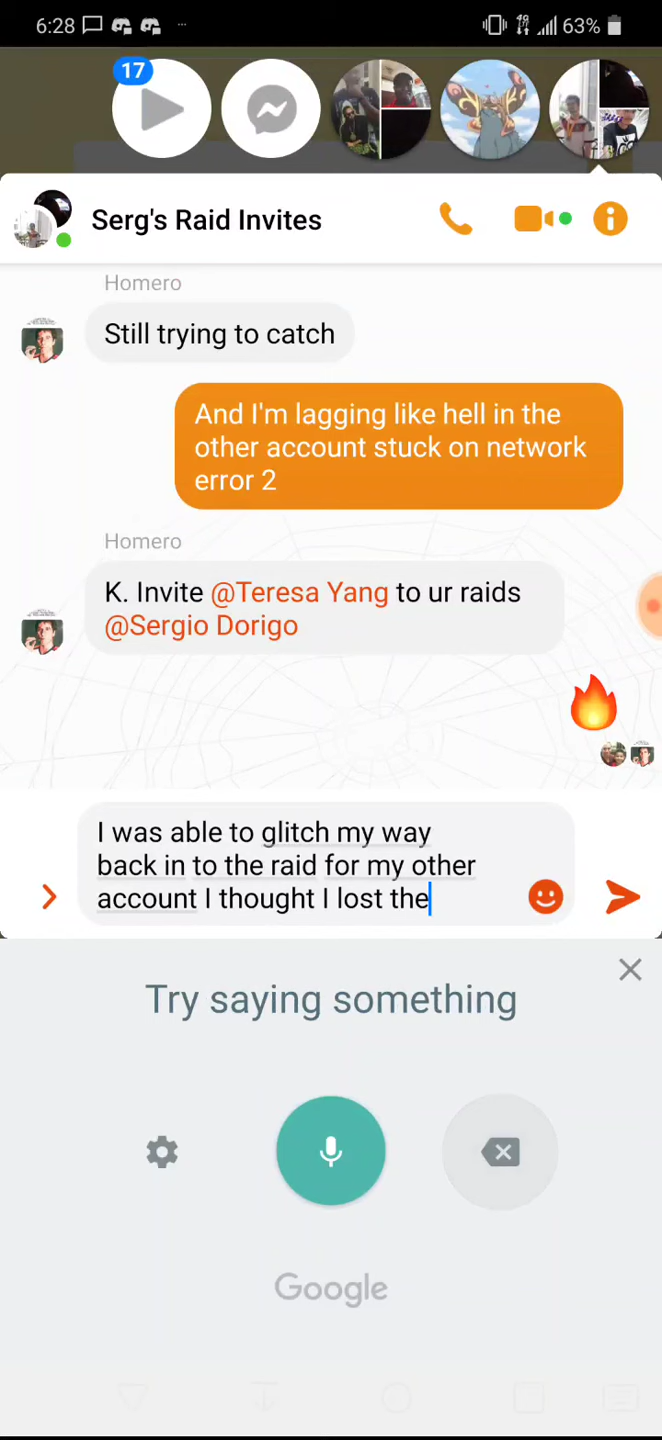 6:28
63%
17
Serg's Raid Invites
Homero
Still trying to catch
And I'm lagging like hell in the
other account stuck on network
error 2
Homero
K. Invite @Teresa Yang to ur raids
@Sergio Dorigo
I was able to glitch my way
back in to the raid for my other
account I thought I lost the
Try saying something
Google